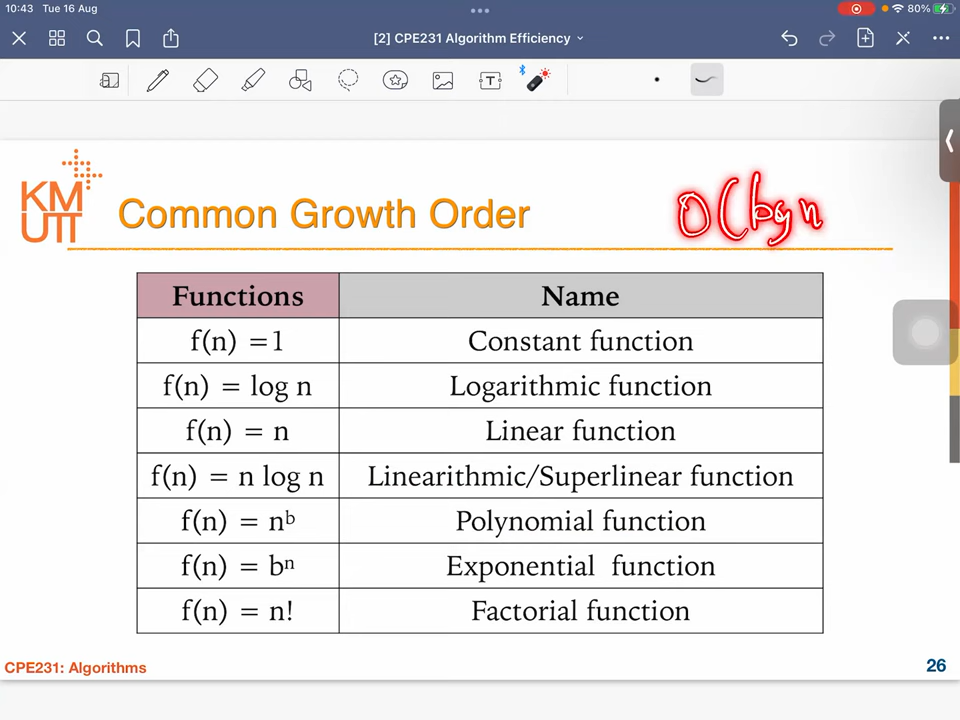 10:43 Tue 16 Aug
80%
[2] CPE231 Algorithm Efficiency
T
KM
UTT
Common Growth Order
O(log n
Functions Name
f(n) =1 Constant function
f(n) = log n Logarithmic function
f(n) = n Linear function
f(n) = n log n Linearithmic/Superlinear function
f(n) = nᵇ Polynomial function
f(n) = bⁿ Exponential function
f(n) = n! Factorial function
CPE231: Algorithms
26